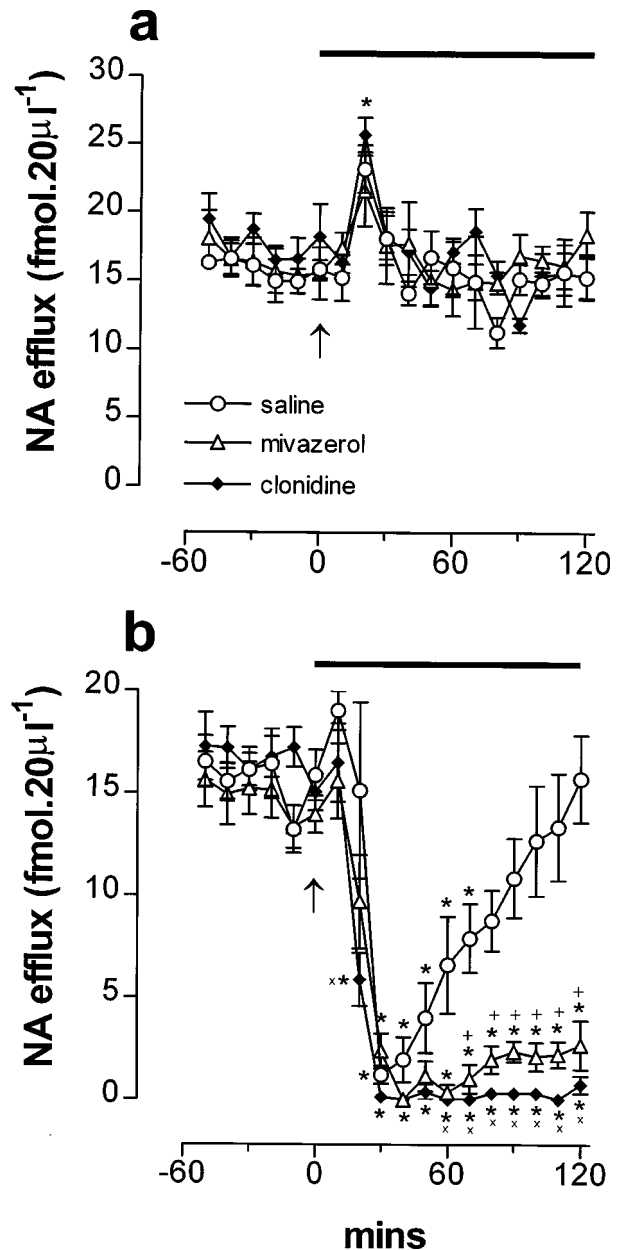 a
30
25
20
15
10
5
0
NA efflux (fmol.20µl⁻¹)
*
↑
saline
mivazerol
clonidine
-60 0 60 120
b
20
15
10
5
0
NA efflux (fmol.20µl⁻¹)
↑
x*
*
* * * * *
+ + + + + +
* * * * * *
* * * * * * * * * *
x x x x x x x
-60 0 60 120
mins